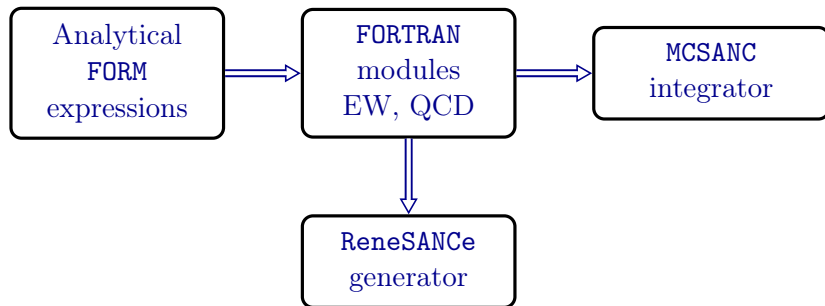 Analytical
FORM
expressions
FORTRAN
modules
EW, QCD
MCSANC
integrator
ReneSANCe
generator